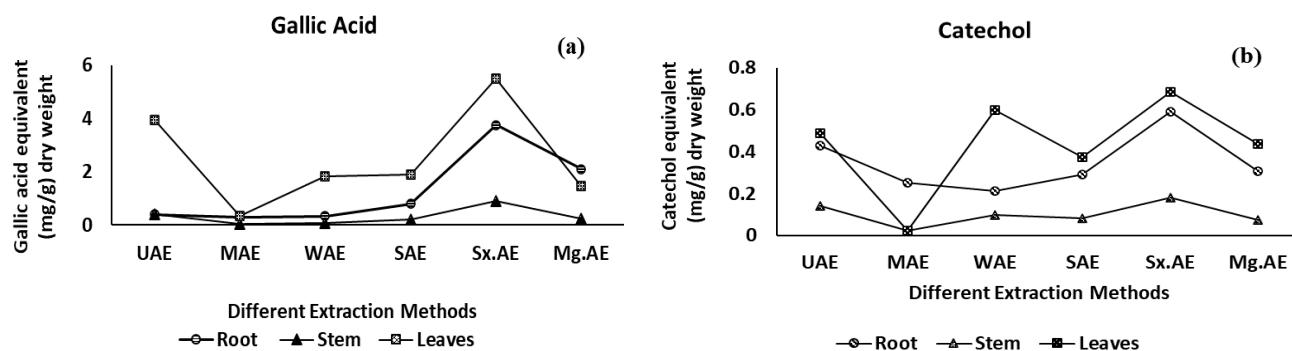 Gallic Acid
(a)
Gallic acid equivalent
(mg/g) dry weight
6
4
2
0
UAE MAE WAE SAE Sx.AE Mg.AE
Different Extraction Methods
Root Stem Leaves
Catechol
(b)
Catechol equivalent
(mg/g) dry weight
0.8
0.6
0.4
0.2
0
UAE MAE WAE SAE Sx.AE Mg.AE
Different Extraction Methods
Root Stem Leaves